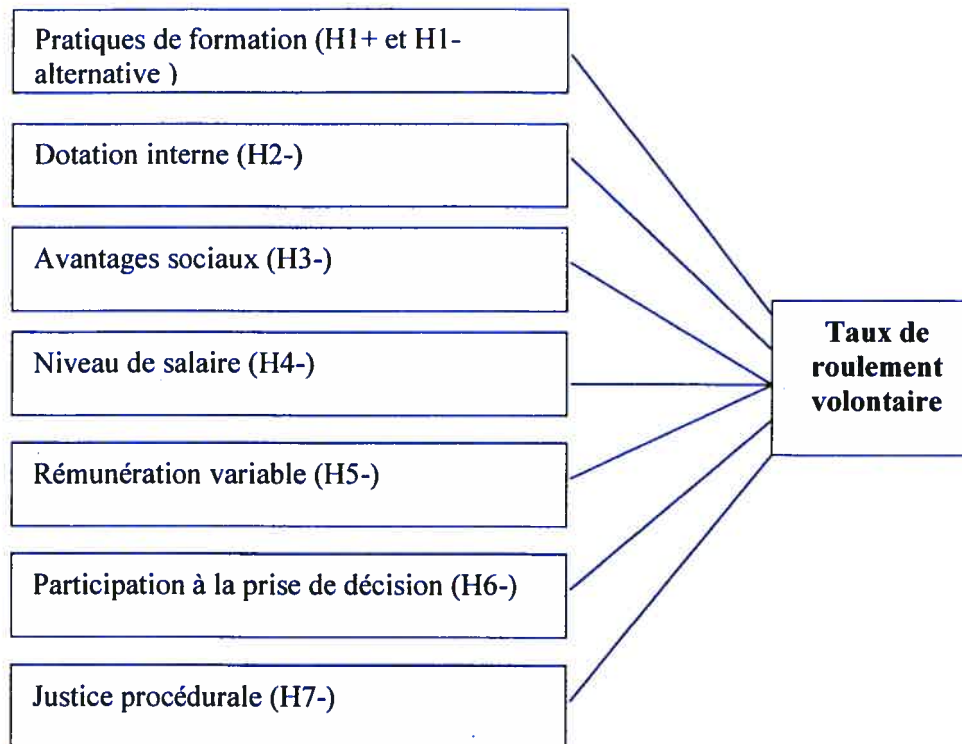 Pratiques de formation (H1+ et H1-
alternative )
Dotation interne (H2-)
Avantages sociaux (H3-)
Niveau de salaire (H4-)
Rémunération variable (H5-)
Participation à la prise de décision (H6-)
Justice procédurale (H7-)
Taux de
roulement
volontaire